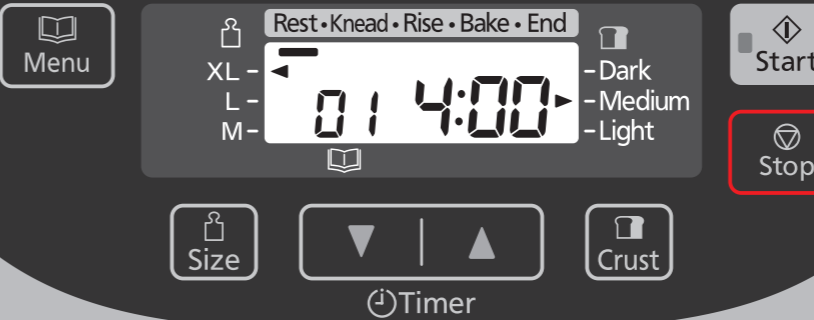 Menu
Rest • Knead • Rise • Bake • End
XL –
L –
M –
01 4:00
– Dark
– Medium
– Light
Start
Stop
Size
Crust
Timer